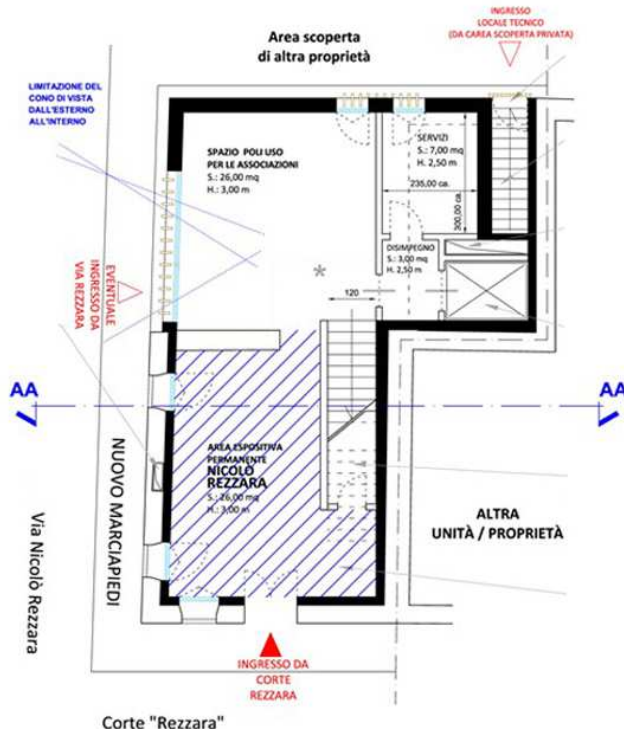 INGRESSO
LOCALE TECNICO
(DA CAREA SCOPERTA PRIVATA)
Area scoperta
di altra proprietà
LIMITAZIONE DEL
CONO DI VISTA
DALL'ESTERNO
ALL'INTERNO
SPAZIO POLI USO
PER LE ASSOCIAZIONI
S.: 26,00 mq
H.: 3,00 m
SERVIZI
S.: 7,00 mq
H. 2,50 m
235,00 ca.
300,00 ca.
DISIMPEGNO
S.: 3,00 mq
H. 2,50 m
*
120
EVENTUALE
INGRESSO DA
VIA REZZARA
AA
AA
AREA ESPOSITIVA
PERMANENTE
NICOLÒ
REZZARA
S.: 26,00 mq
H.: 3,00 m
ALTRA
UNITÀ / PROPRIETÀ
NUOVO MARCIAPIEDI
Via Nicolò Rezzara
INGRESSO DA
CORTE
REZZARA
Corte "Rezzara"